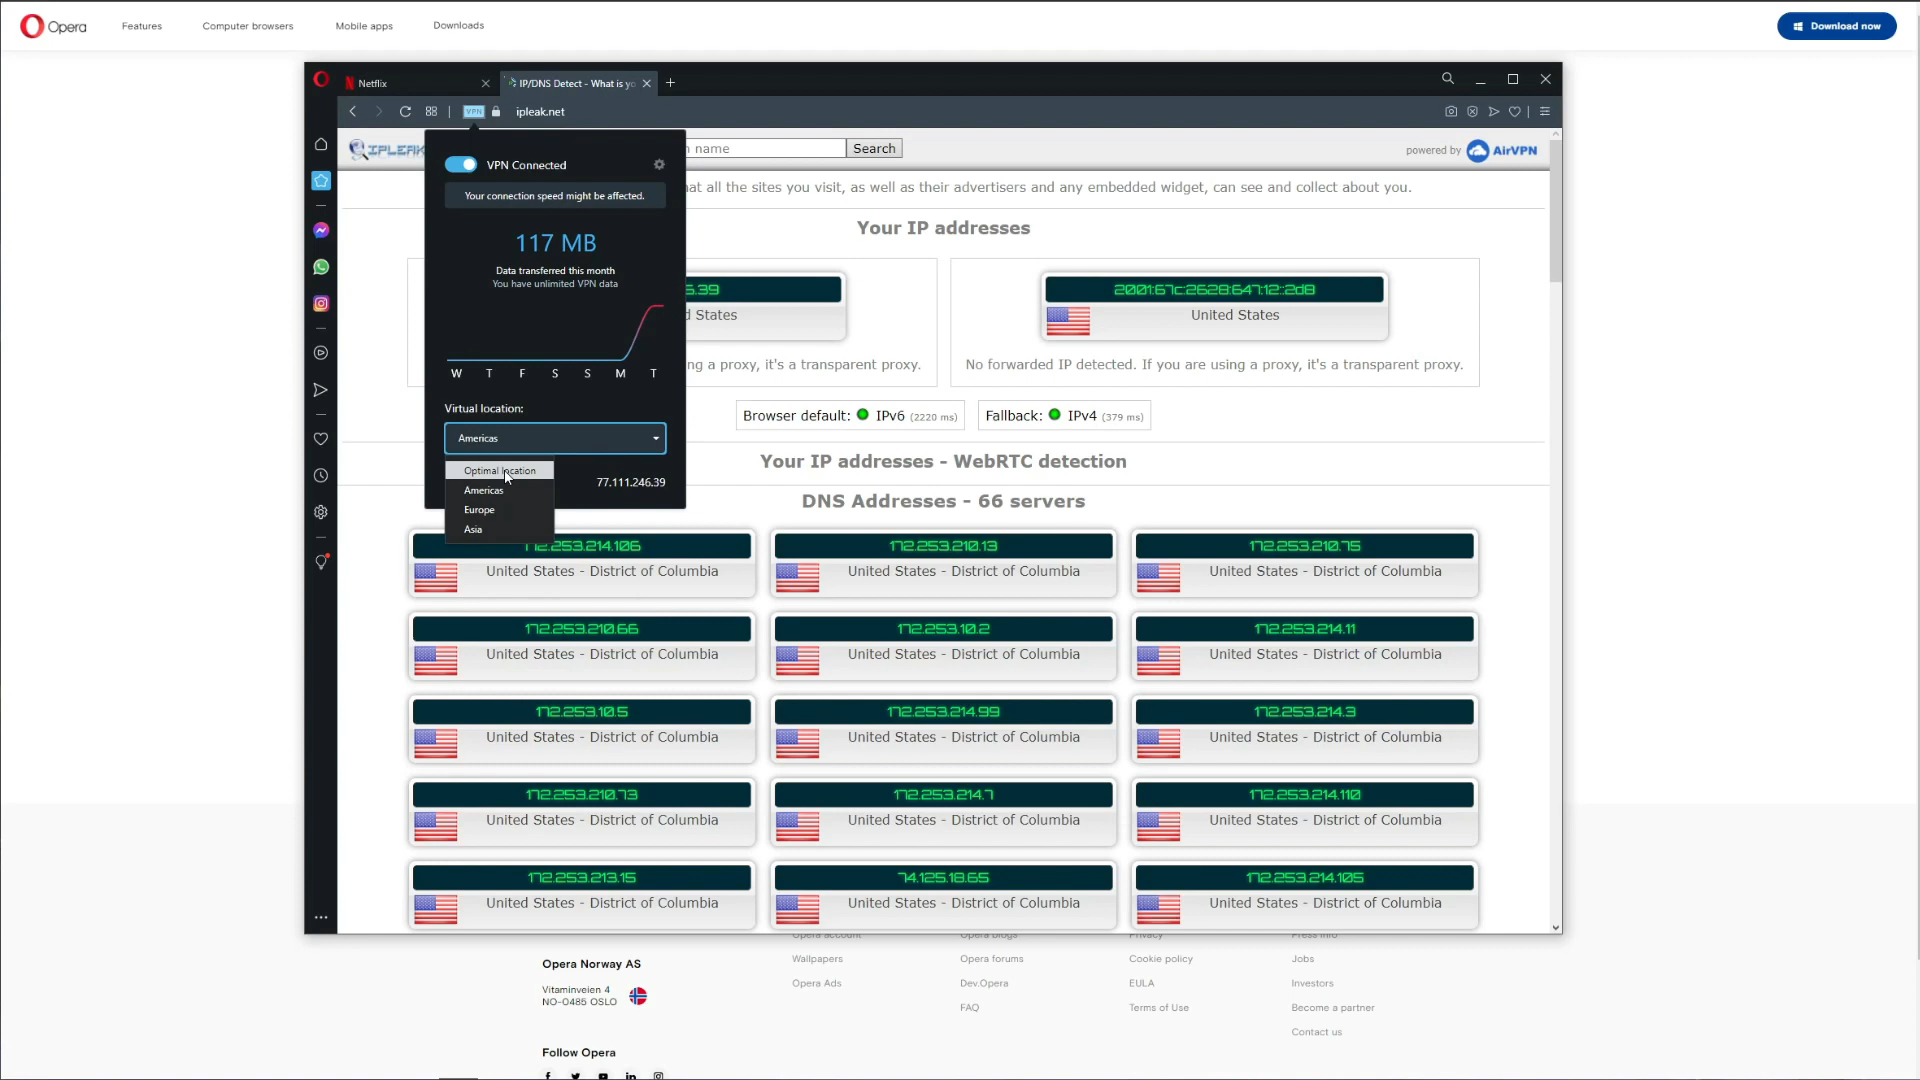 Opera
Features
Computer browsers
Mobile apps
Downloads
Download now
Netflix
IP/DNS Detect - What is yo
VPN
ipleak.net
IPLEAK
n name
Search
powered by
AirVPN
VPN Connected
Your connection speed might be affected.
117 MB
Data transferred this month
You have unlimited VPN data
W T F S S M T
Virtual location:
Americas
Optimal location
Americas
Europe
Asia
77.111.246.39
at all the sites you visit, as well as their advertisers and any embedded widget, can see and collect about you.
Your IP addresses
6.39
d States
ng a proxy, it's a transparent proxy.
2001:67c:2628:647:12::2d8
United States
No forwarded IP detected. If you are using a proxy, it's a transparent proxy.
Browser default: IPv6 (2220 ms)
Fallback: IPv4 (379 ms)
Your IP addresses - WebRTC detection
DNS Addresses - 66 servers
172.253.214.106
United States - District of Columbia
172.253.210.13
United States - District of Columbia
172.253.210.75
United States - District of Columbia
172.253.210.66
United States - District of Columbia
172.253.10.2
United States - District of Columbia
172.253.214.11
United States - District of Columbia
172.253.10.5
United States - District of Columbia
172.253.214.99
United States - District of Columbia
172.253.214.3
United States - District of Columbia
172.253.210.73
United States - District of Columbia
172.253.214.7
United States - District of Columbia
172.253.214.110
United States - District of Columbia
172.253.213.15
United States - District of Columbia
74.125.18.65
United States - District of Columbia
172.253.214.105
United States - District of Columbia
Opera Norway AS
Vitaminveien 4
NO-0485 OSLO
Follow Opera
Opera account
Wallpapers
Opera Ads
Opera blogs
Opera forums
Dev.Opera
FAQ
Privacy
Cookie policy
EULA
Terms of Use
Press info
Jobs
Investors
Become a partner
Contact us